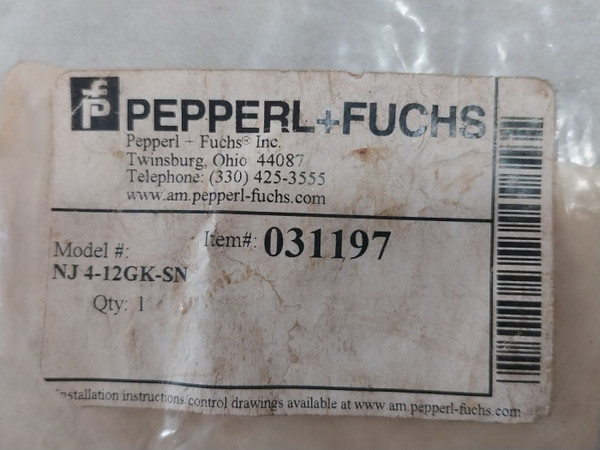 PEPPERL+FUCHS
Pepperl + Fuchs® Inc.
Twinsburg, Ohio 44087
Telephone: (330) 425-3555
www.am.pepperl-fuchs.com
Item#: 031197
Model #:
NJ 4-12GK-SN
Qty: 1
Installation instructions/control drawings available at www.am.pepperl-fuchs.com